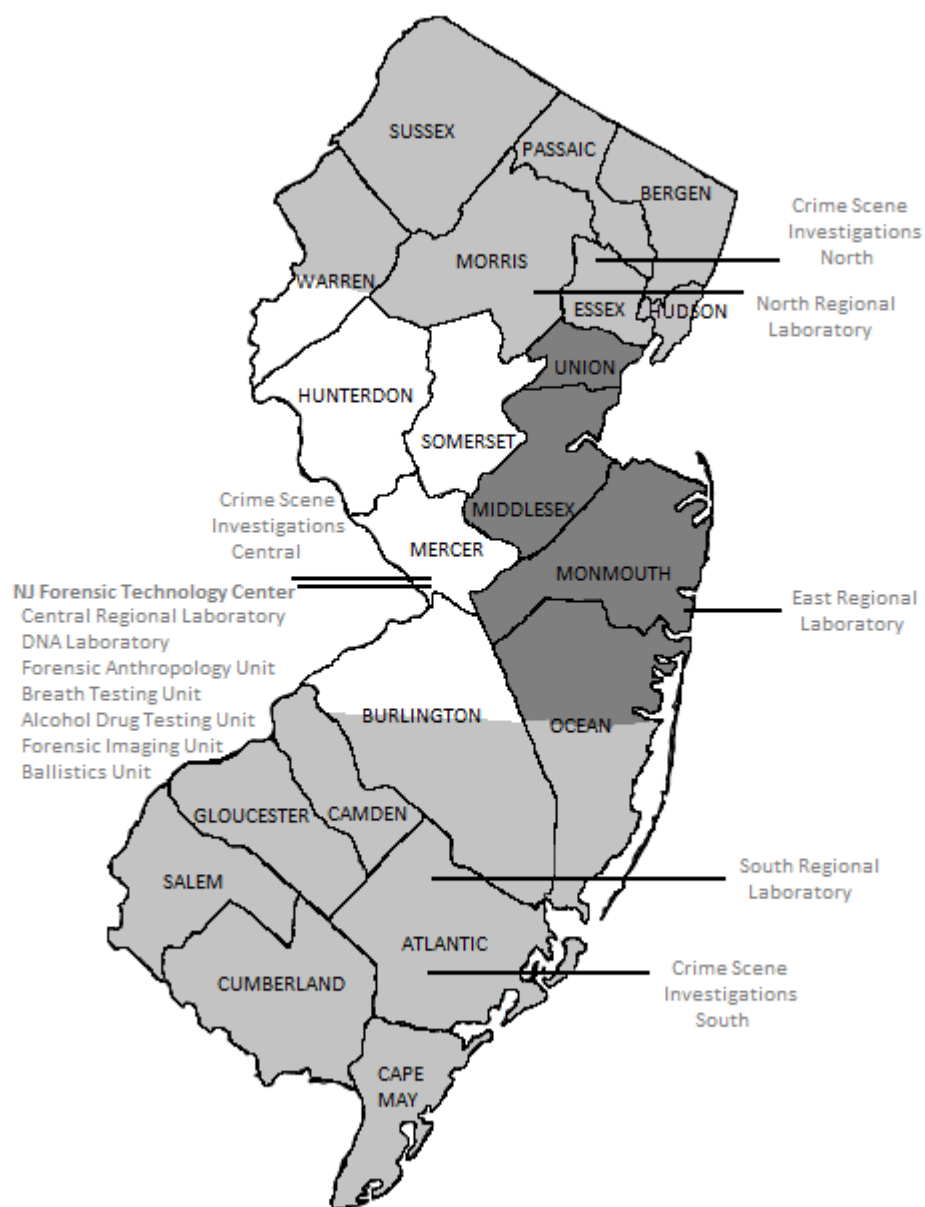 SUSSEX
PASSAIC
BERGEN
Crime Scene
Investigations
North
MORRIS
WARREN
North Regional
Laboratory
ESSEX
HUDSON
UNION
HUNTERDON
SOMERSET
Crime Scene
Investigations
Central
MIDDLESEX
MERCER
MONMOUTH
NJ Forensic Technology Center
Central Regional Laboratory
DNA Laboratory
Forensic Anthropology Unit
Breath Testing Unit
Alcohol Drug Testing Unit
Forensic Imaging Unit
Ballistics Unit
East Regional
Laboratory
BURLINGTON
OCEAN
GLOUCESTER
CAMDEN
SALEM
South Regional
Laboratory
ATLANTIC
CUMBERLAND
Crime Scene
Investigations
South
CAPE
MAY